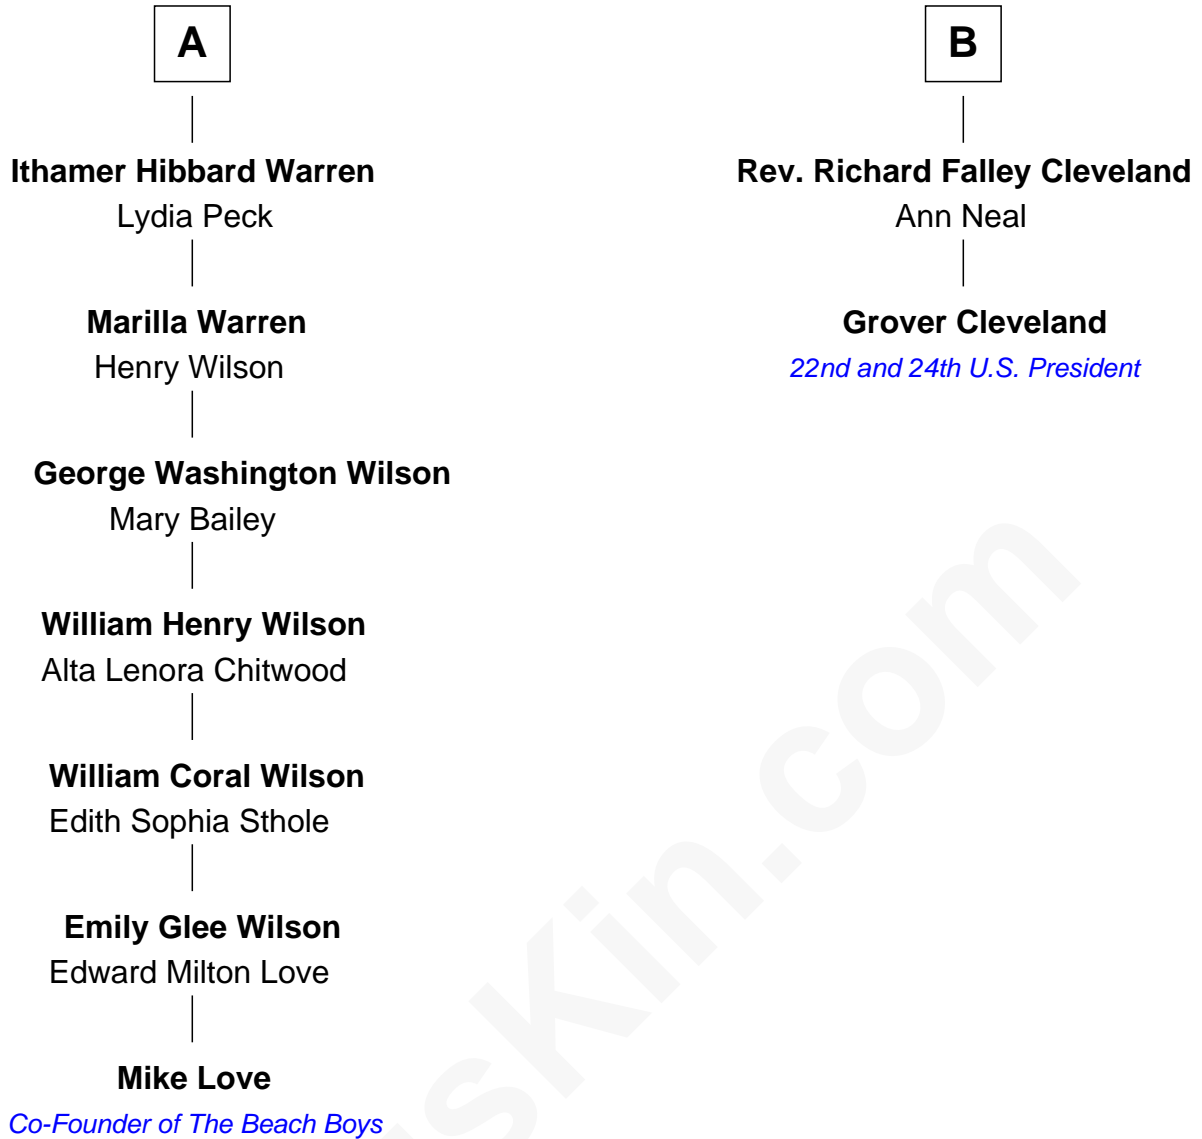 A
Ithamer Hibbard Warren
Lydia Peck
Marilla Warren
Henry Wilson
George Washington Wilson
Mary Bailey
William Henry Wilson
Alta Lenora Chitwood
William Coral Wilson
Edith Sophia Sthole
Emily Glee Wilson
Edward Milton Love
Mike Love
Co-Founder of The Beach Boys
B
Rev. Richard Falley Cleveland
Ann Neal
Grover Cleveland
22nd and 24th U.S. President